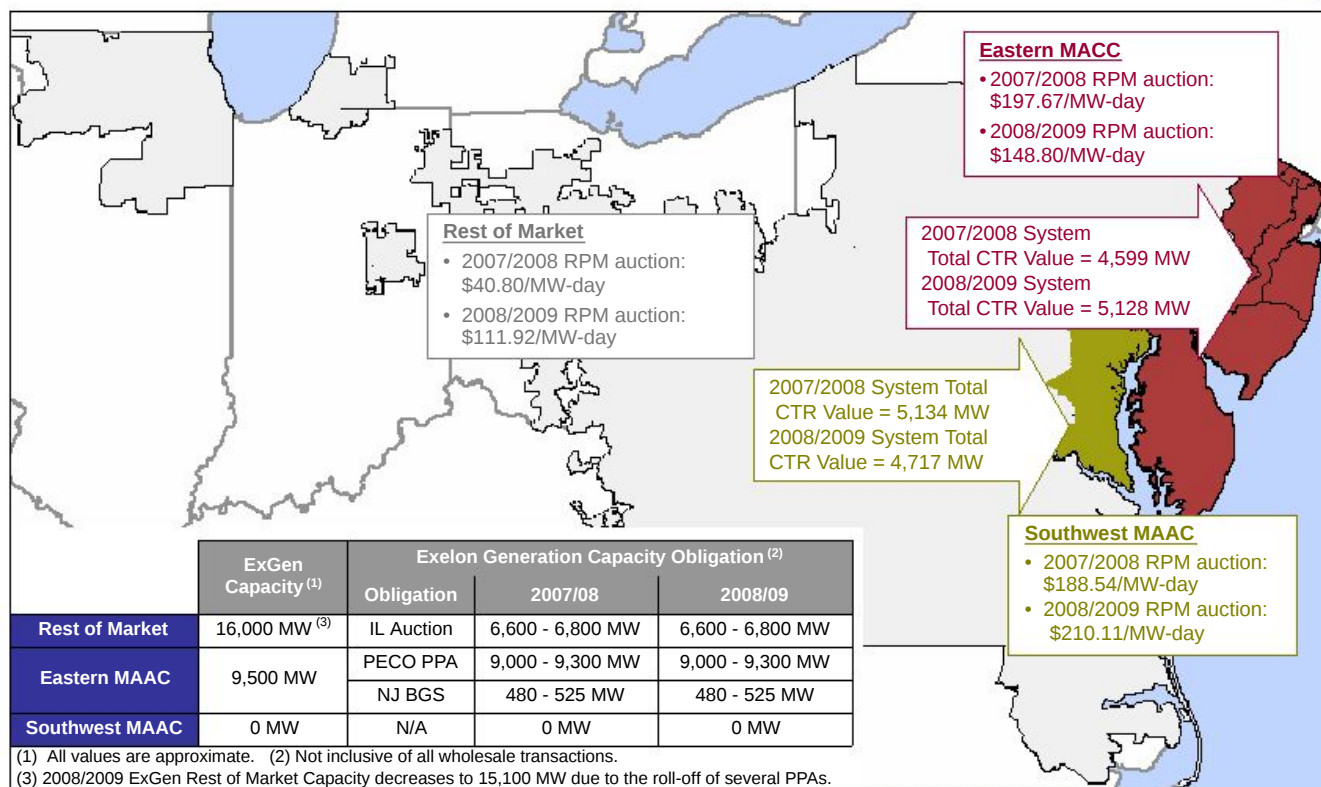 Eastern MACC
• 2007/2008 RPM auction:
$197.67/MW-day
• 2008/2009 RPM auction:
$148.80/MW-day
2007/2008 System
Total CTR Value = 4,599 MW
2008/2009 System
Total CTR Value = 5,128 MW
Rest of Market
• 2007/2008 RPM auction:
$40.80/MW-day
• 2008/2009 RPM auction:
$111.92/MW-day
2007/2008 System Total
CTR Value = 5,134 MW
2008/2009 System Total
CTR Value = 4,717 MW
Southwest MAAC
• 2007/2008 RPM auction:
$188.54/MW-day
• 2008/2009 RPM auction:
$210.11/MW-day
ExGen Capacity (1) Exelon Generation Capacity Obligation (2)
Obligation 2007/08 2008/09
Rest of Market 16,000 MW (3) IL Auction 6,600 - 6,800 MW 6,600 - 6,800 MW
Eastern MAAC 9,500 MW PECO PPA 9,000 - 9,300 MW 9,000 - 9,300 MW
NJ BGS 480 - 525 MW 480 - 525 MW
Southwest MAAC 0 MW N/A 0 MW 0 MW
(1) All values are approximate. (2) Not inclusive of all wholesale transactions.
(3) 2008/2009 ExGen Rest of Market Capacity decreases to 15,100 MW due to the roll-off of several PPAs.